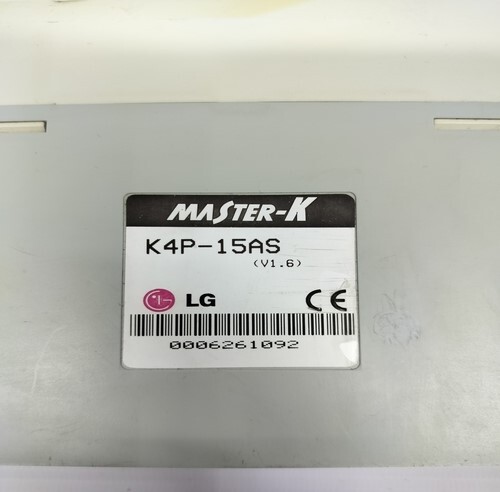 MASTER-K
K4P-15AS
(V1.6)
LG CE
0006261092